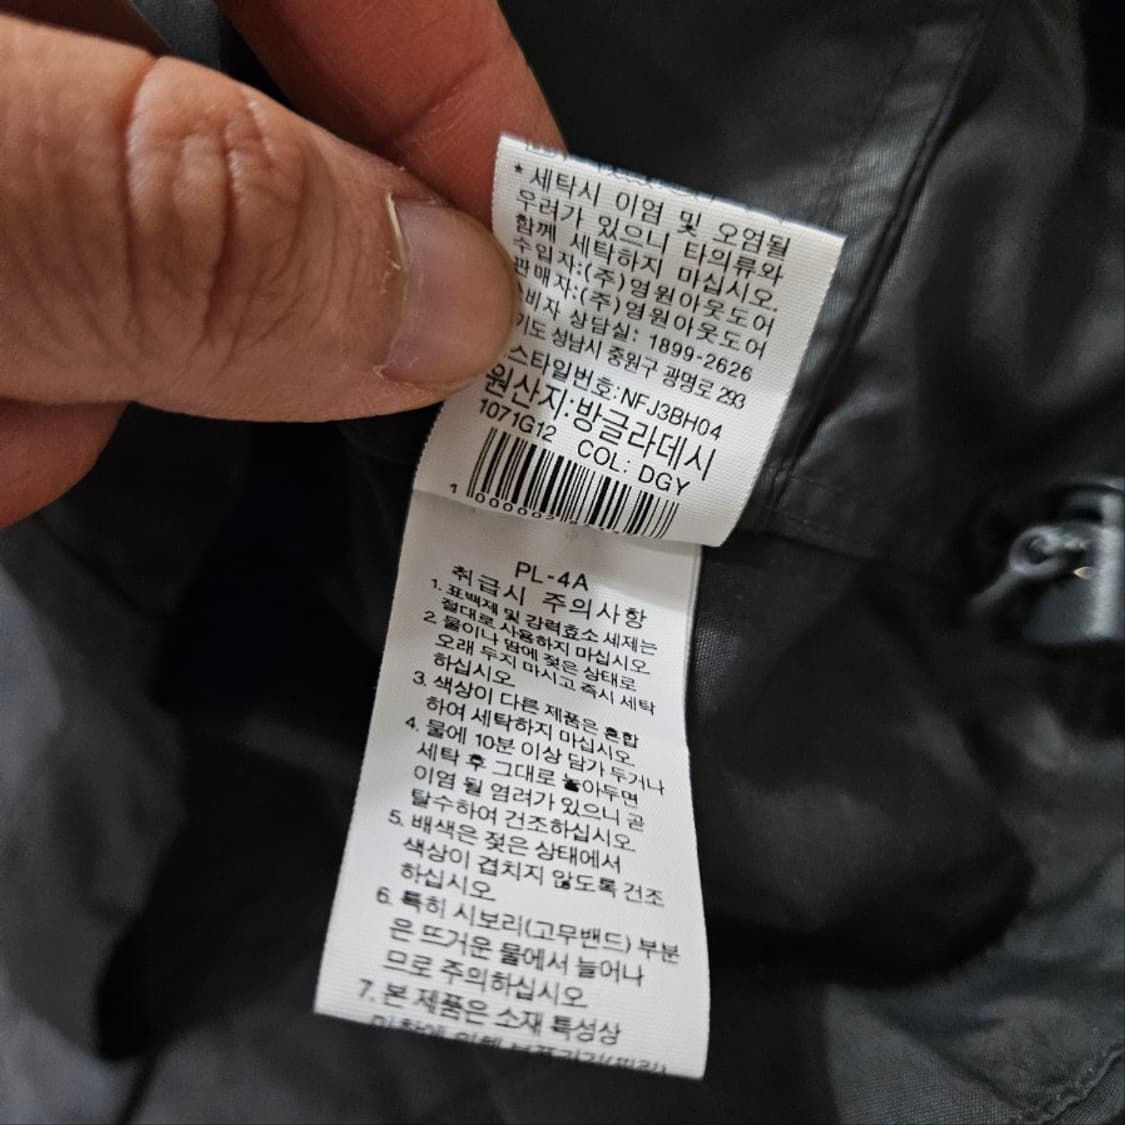 * 세탁시 이염 및 오염될
우려가 있으니 타의류와
함께 세탁하지 마십시오.
수입자:(주)영원아웃도어
판매자:(주)영원아웃도어
비자 상담실: 1899-2626
기도 성남시 중원구 광명로 293
스타일번호:NFJ3BH04
원산지:방글라데시
1071G12 COL: DGY
PL-4A
취급시 주의사항
1. 표백제 및 강력효소 세제는
절대로 사용하지 마십시오
2. 물이나 땀에 젖은 상태로
오래 두지 마시고 즉시 세탁
하십시오
3. 색상이 다른 제품은 혼합
하여 세탁하지 마십시오
4. 물에 10분 이상 담가 두거나
세탁 후 그대로 놓아두면
이염 될 염려가 있으니 곧
탈수하여 건조하십시오
5. 배색은 젖은 상태에서
색상이 겹치지 않도록 건조
하십시오
6. 특히 시보리(고무밴드) 부분
은 뜨거운 물에서 늘어나
므로 주의하십시오
7. 본 제품은 소재 특성상